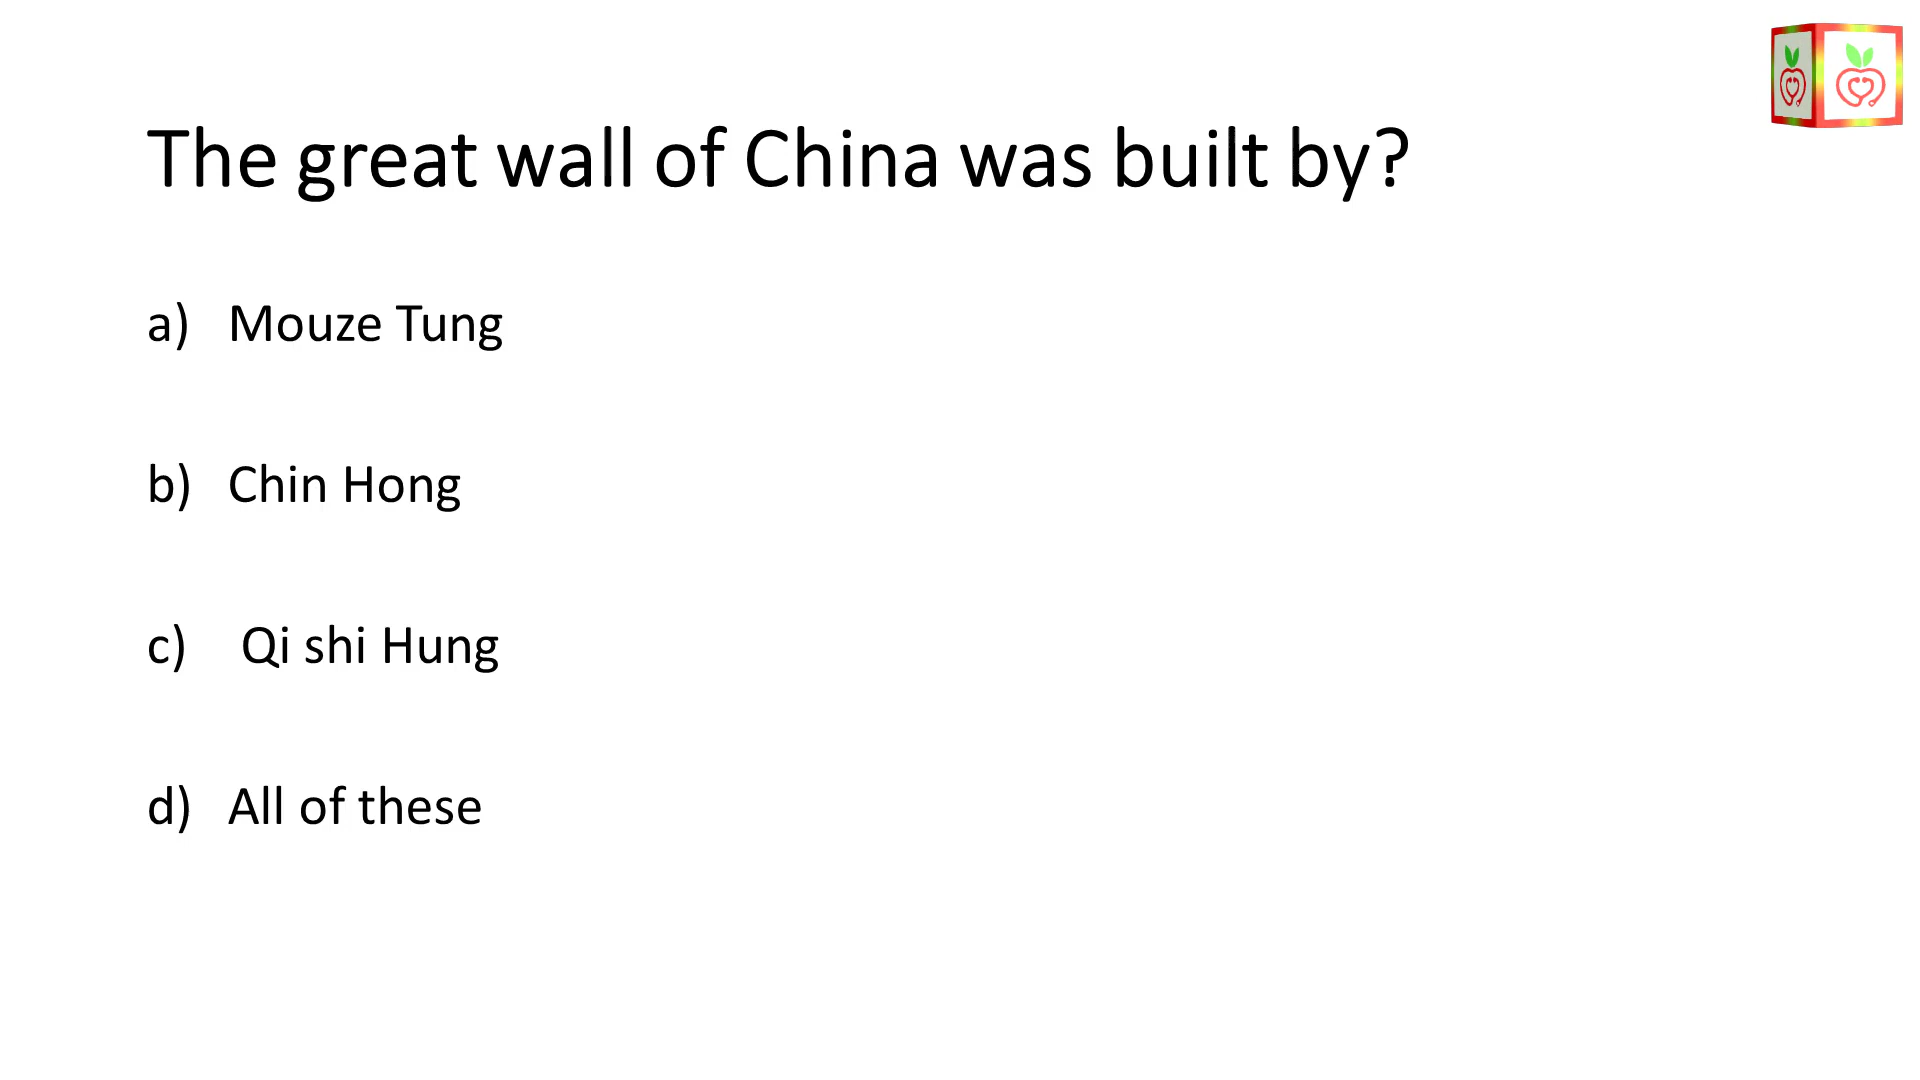 The great wall of China was built by?
a) Mouze Tung
b) Chin Hong
c) Qi shi Hung
d) All of these